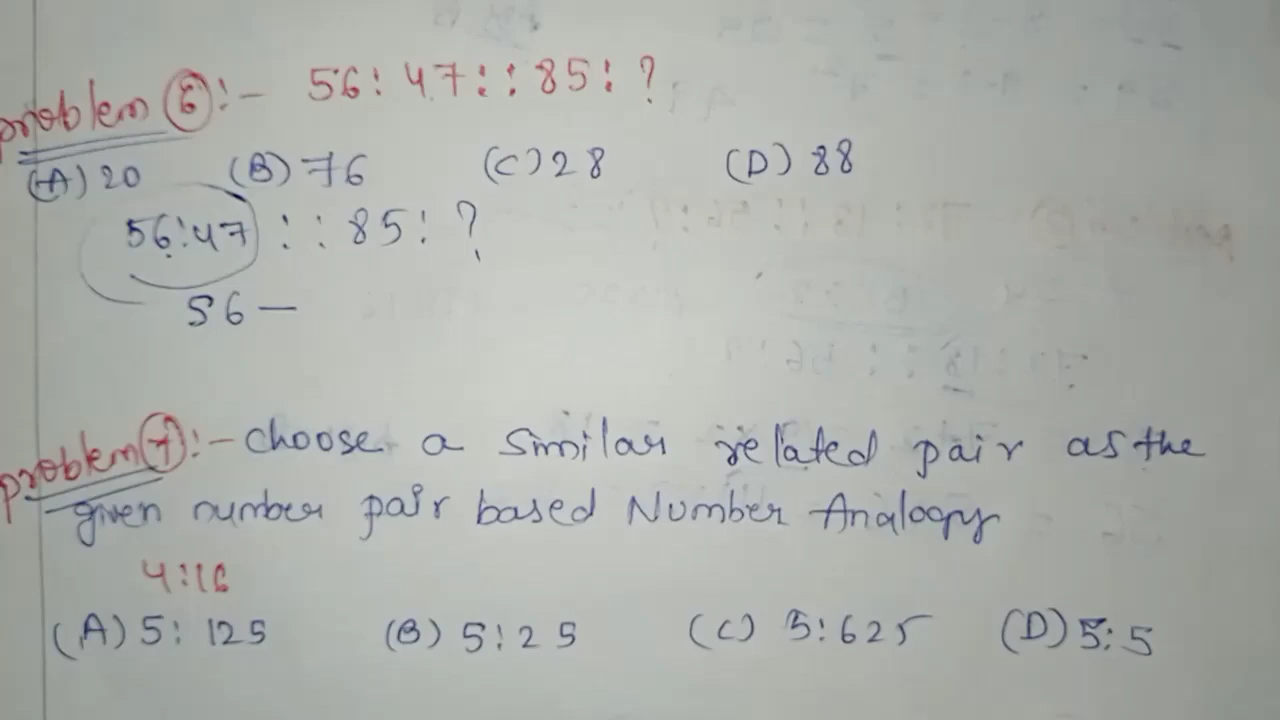 problem (6):- 56:47::85:?
(A) 20 (B) 76 (C) 28 (D) 88
56:47 :: 85:?
56-
problem (7):- choose a similar related pair as the
given number pair based Number Analogy
4:16
(A) 5:125 (B) 5:25 (C) 5:625 (D) 5:5